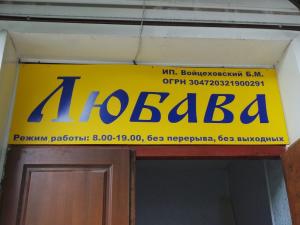 ИП. Войцеховский Б.М.
ОГРН 304720321900291
Любава
Режим работы: 8.00-19.00, без перерыва, без выходных